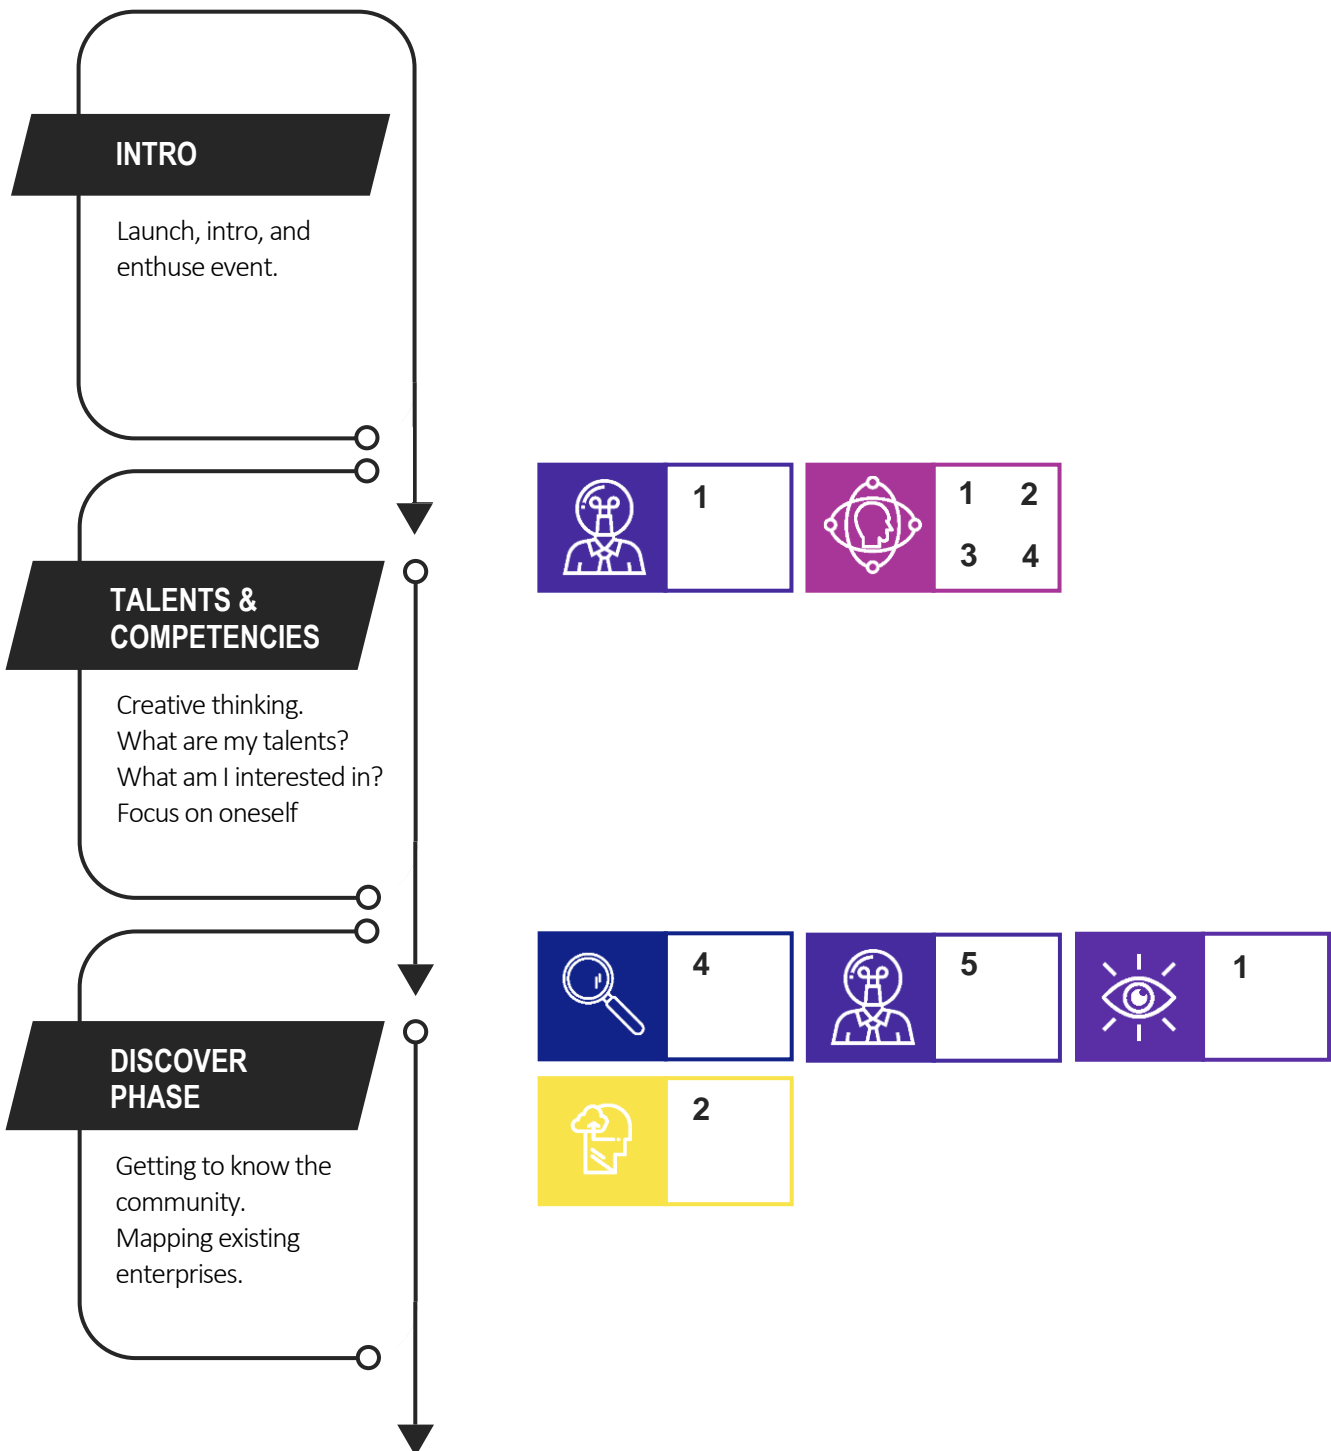 INTRO
Launch, intro, and
enthuse event.
1
1 2
3 4
TALENTS &
COMPETENCIES
Creative thinking.
What are my talents?
What am I interested in?
Focus on oneself
4
5
1
2
DISCOVER
PHASE
Getting to know the
community.
Mapping existing
enterprises.